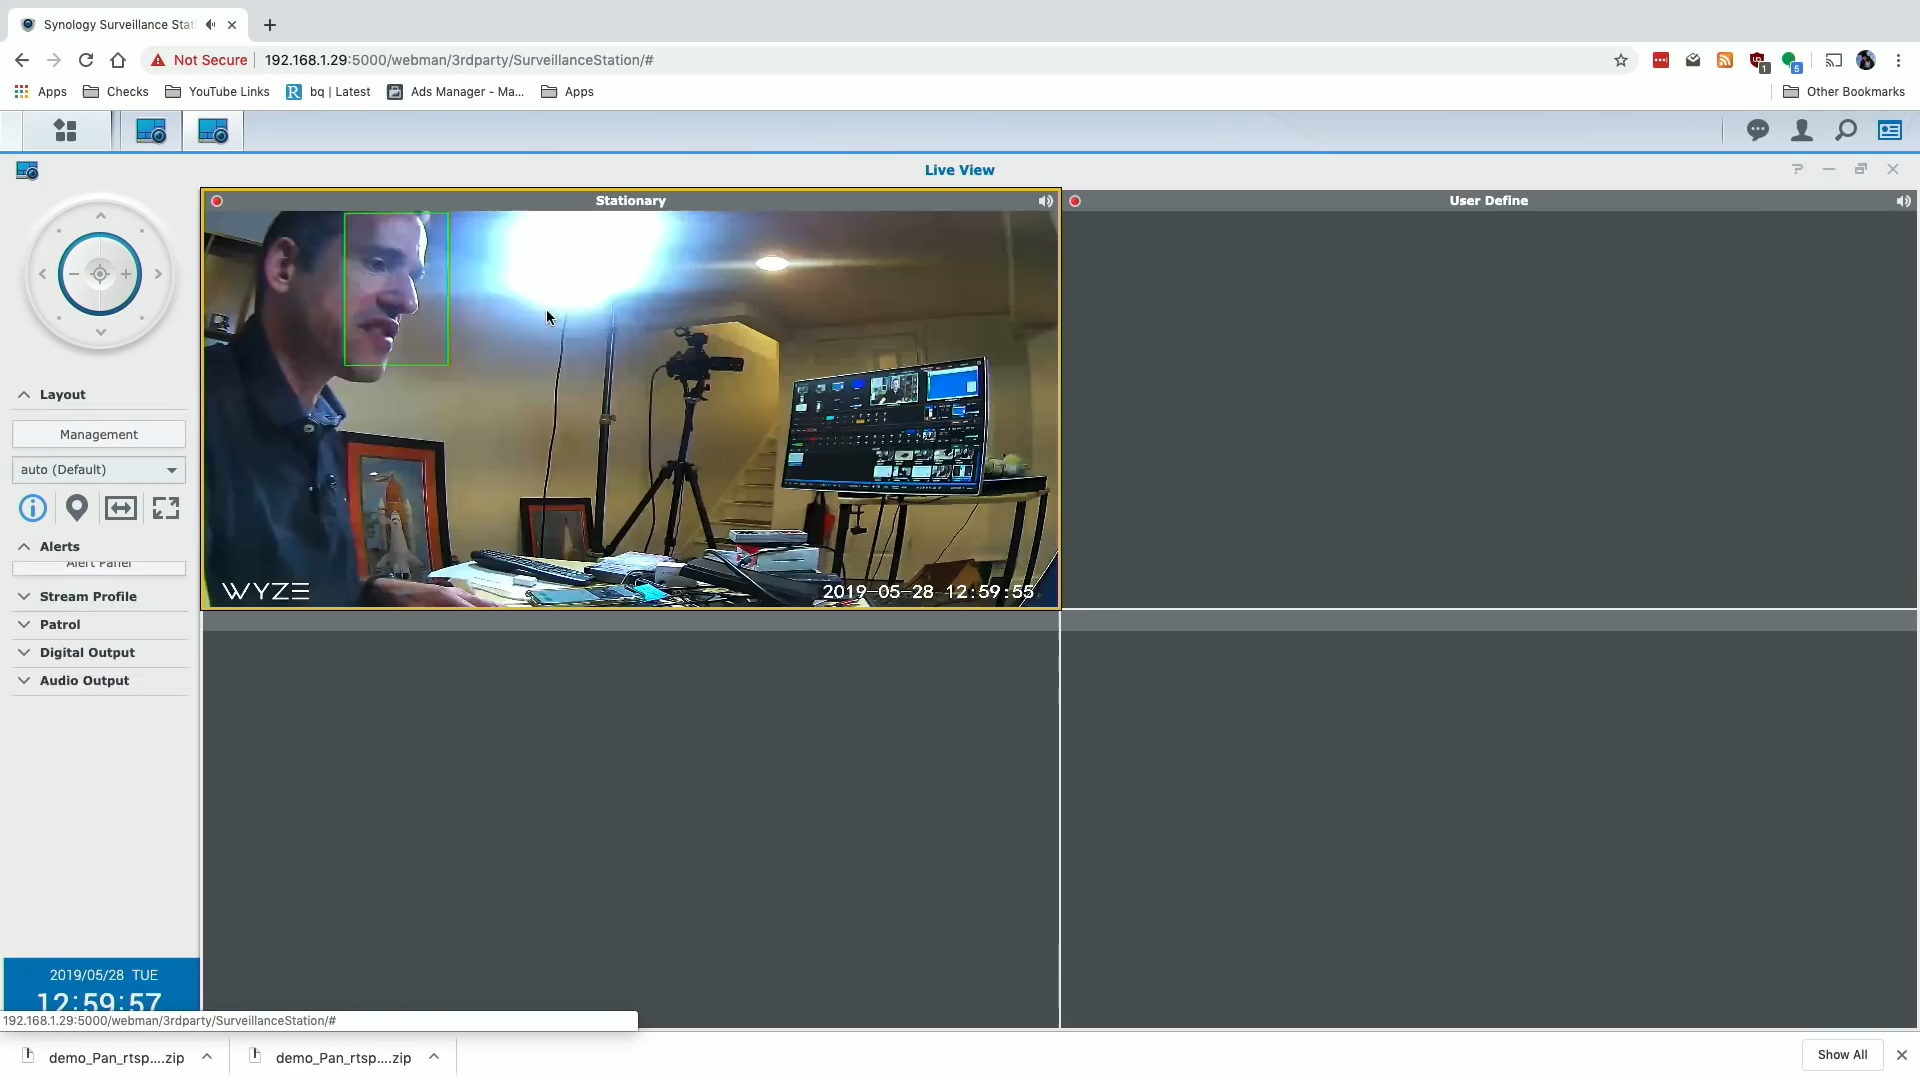 Synology Surveillance Stat
Not Secure
192.168.1.29:5000/webman/3rdparty/SurveillanceStation/#
1
5
Apps
Checks
YouTube Links
bq | Latest
Ads Manager - Ma...
Apps
Other Bookmarks
Live View
Stationary
User Define
Layout
Management
auto (Default)
Alerts
Alert Panel
Stream Profile
Patrol
Digital Output
Audio Output
WYZE
2019-05-28 12:59:55
2019/05/28 TUE
12:59:57
192.168.1.29:5000/webman/3rdparty/SurveillanceStation/#
demo_Pan_rtsp....zip
demo_Pan_rtsp....zip
Show All